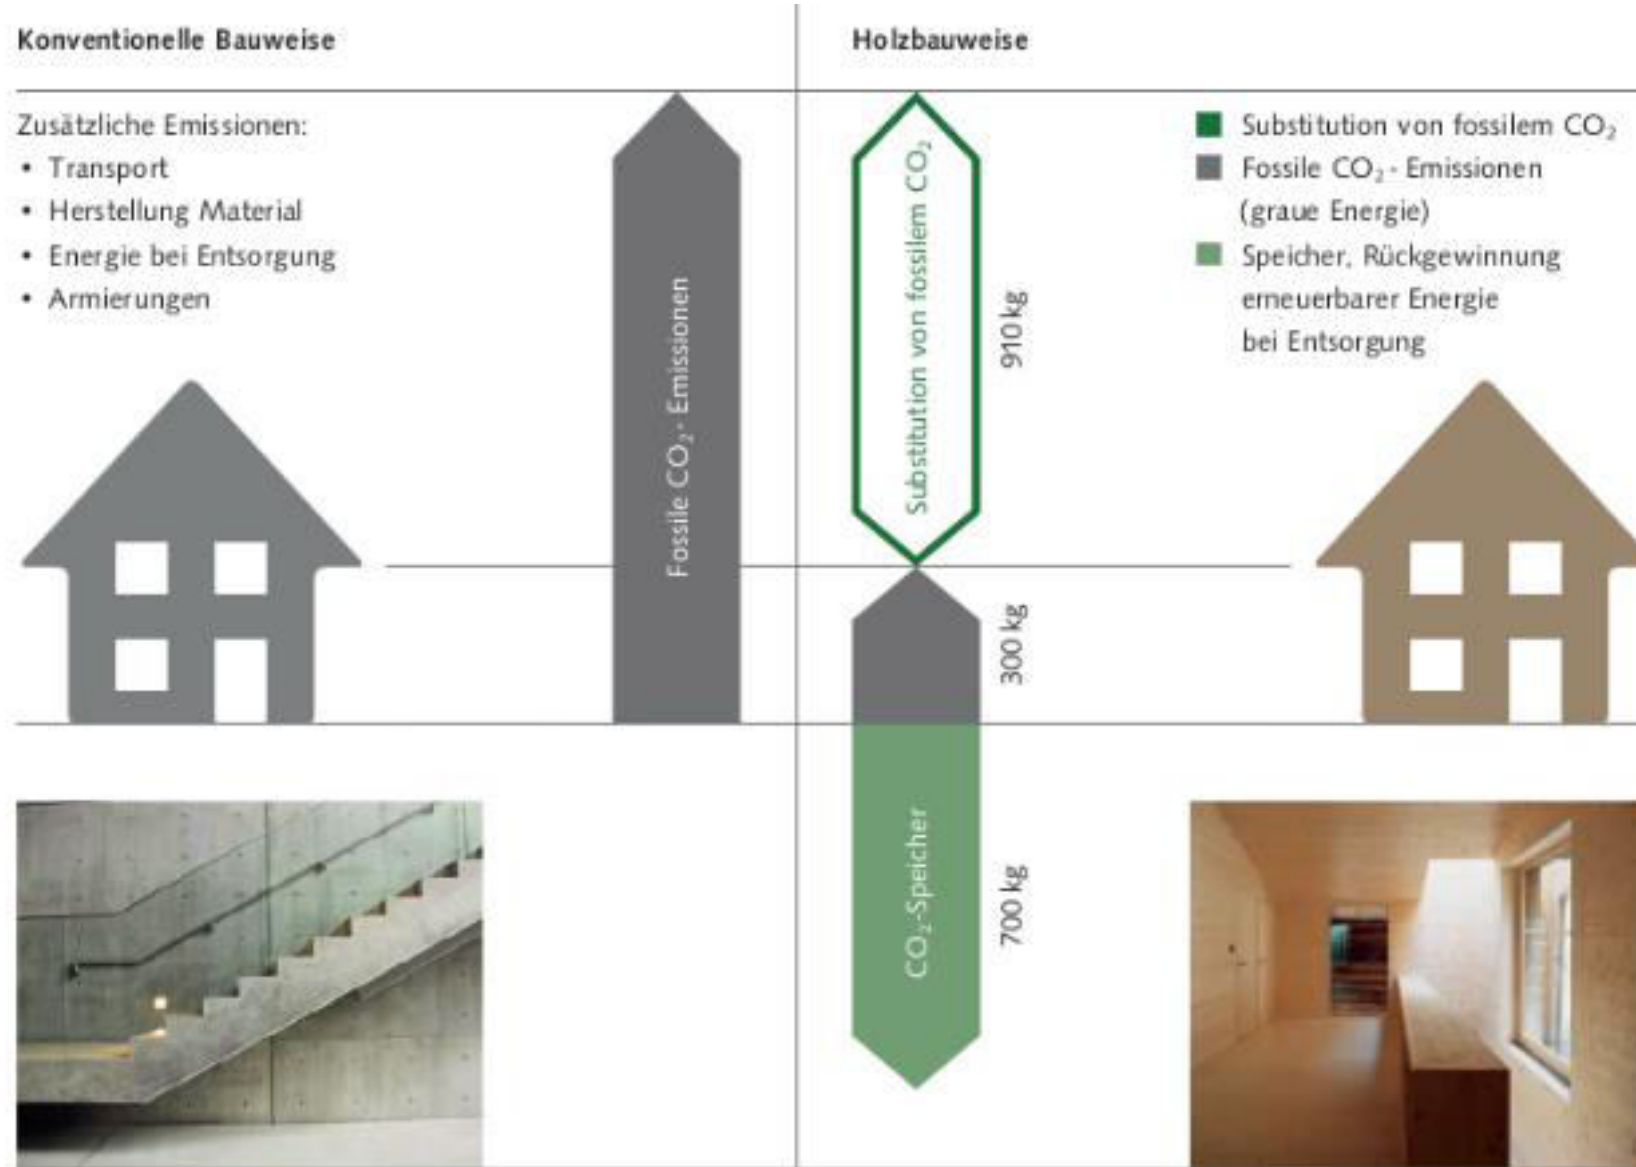 Konventionelle Bauweise
Zusätzliche Emissionen:
• Transport
• Herstellung Material
• Energie bei Entsorgung
• Armierungen
Fossile CO₂- Emissionen
Holzbauweise
Substitution von fossilem CO₂
910 kg
300 kg
CO₂-Speicher
700 kg
Substitution von fossilem CO₂
Fossile CO₂- Emissionen
(graue Energie)
Speicher, Rückgewinnung
erneuerbarer Energie
bei Entsorgung